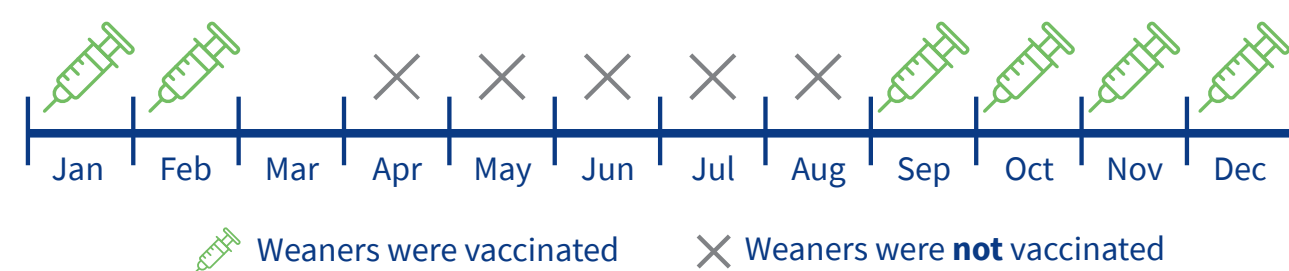 Jan Feb Mar Apr May Jun Jul Aug Sep Oct Nov Dec
Weaners were vaccinated Weaners were not vaccinated